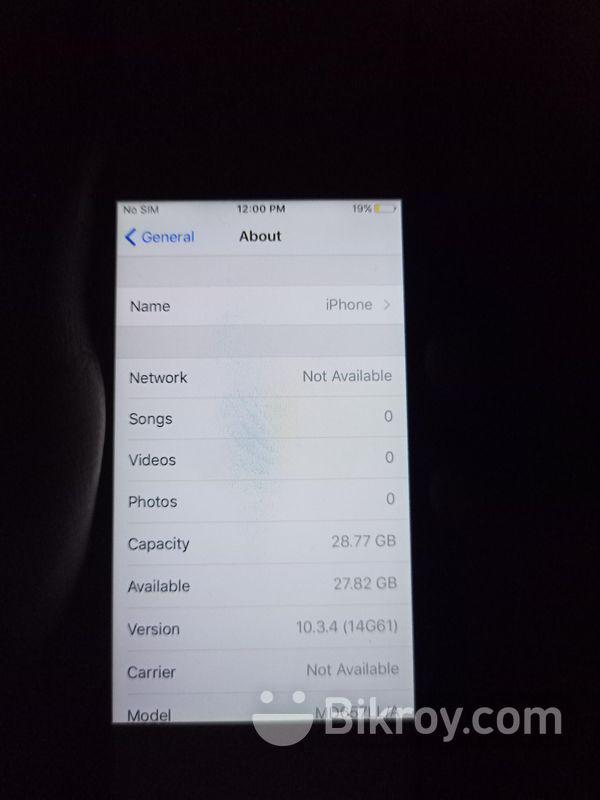 No SIM 12:00 PM 19%
General About
Name iPhone
Network Not Available
Songs 0
Videos 0
Photos 0
Capacity 28.77 GB
Available 27.82 GB
Version 10.3.4 (14G61)
Carrier Not Available
Model
Bikroy.com